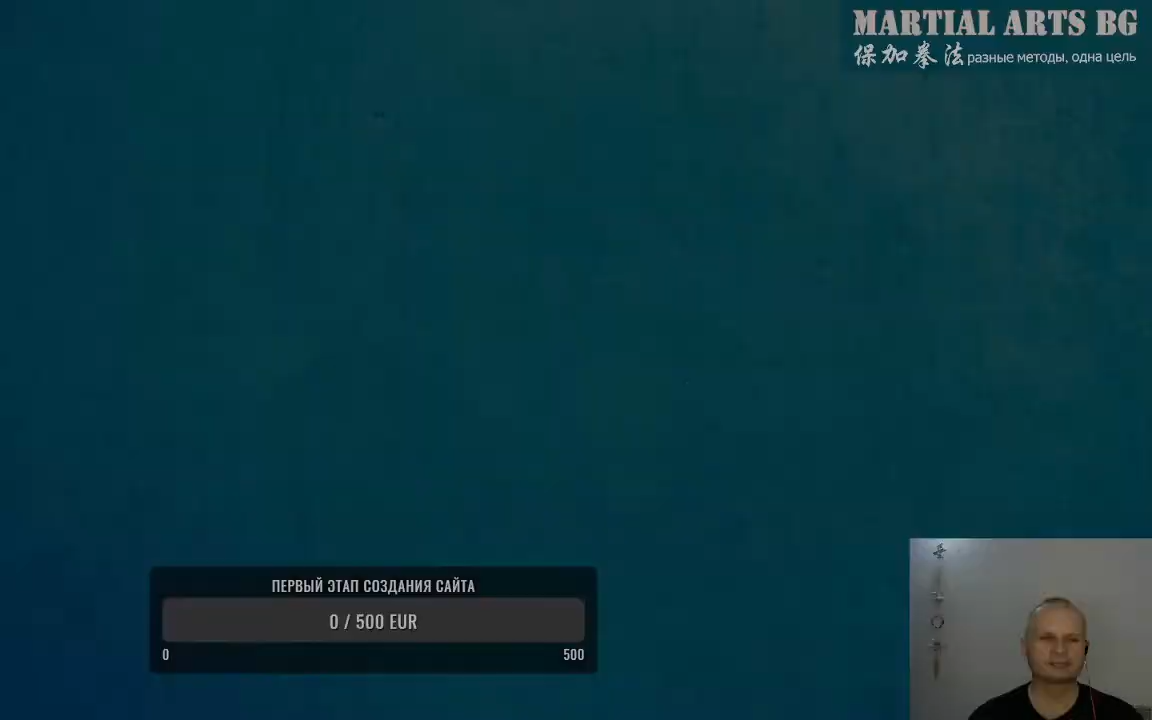 MARTIAL ARTS BG
保加拳法 разные методы, одна цель
ПЕРВЫЙ ЭТАП СОЗДАНИЯ САЙТА
0 / 500 EUR
0 500